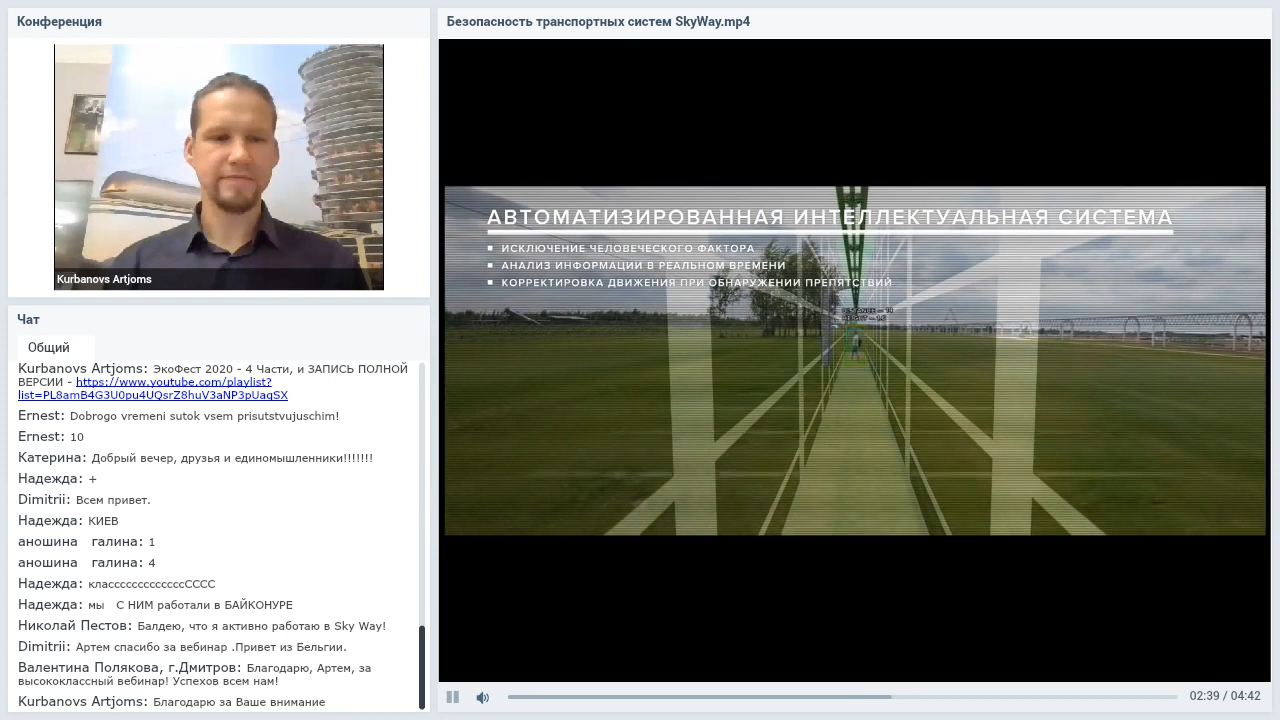 Конференция
Kurbanovs Artjoms
Чат
Общий
Kurbanovs Artjoms: ЭкоФест 2020 - 4 Части, и ЗАПИСЬ ПОЛНОЙ
ВЕРСИИ - https://www.youtube.com/playlist?
list=PL8amB4G3U0pu4UQsrZ8huV3aNP3pUaqSX
Ernest: Dobrogo vremeni sutok vsem prisutstvujuschim!
Ernest: 10
Катерина: Добрый вечер, друзья и единомышленники!!!!!!!
Надежда: +
Dimitrii: Всем привет.
Надежда: КИЕВ
аношина галина: 1
аношина галина: 4
Надежда: классссссссссссСССС
Надежда: мы С НИМ работали в БАЙКОНУРЕ
Николай Пестов: Балдею, что я активно работаю в Sky Way!
Dimitrii: Артем спасибо за вебинар .Привет из Бельгии.
Валентина Полякова, г.Дмитров: Благодарю, Артем, за
высококлассный вебинар! Успехов всем нам!
Kurbanovs Artjoms: Благодарю за Ваше внимание
Безопасность транспортных систем SkyWay.mp4
АВТОМАТИЗИРОВАННАЯ ИНТЕЛЛЕКТУАЛЬНАЯ СИСТЕМА
ИСКЛЮЧЕНИЕ ЧЕЛОВЕЧЕСКОГО ФАКТОРА
АНАЛИЗ ИНФОРМАЦИИ В РЕАЛЬНОМ ВРЕМЕНИ
КОРРЕКТИРОВКА ДВИЖЕНИЯ ПРИ ОБНАРУЖЕНИИ ПРЕПЯТСТВИЙ
02:39 / 04:42